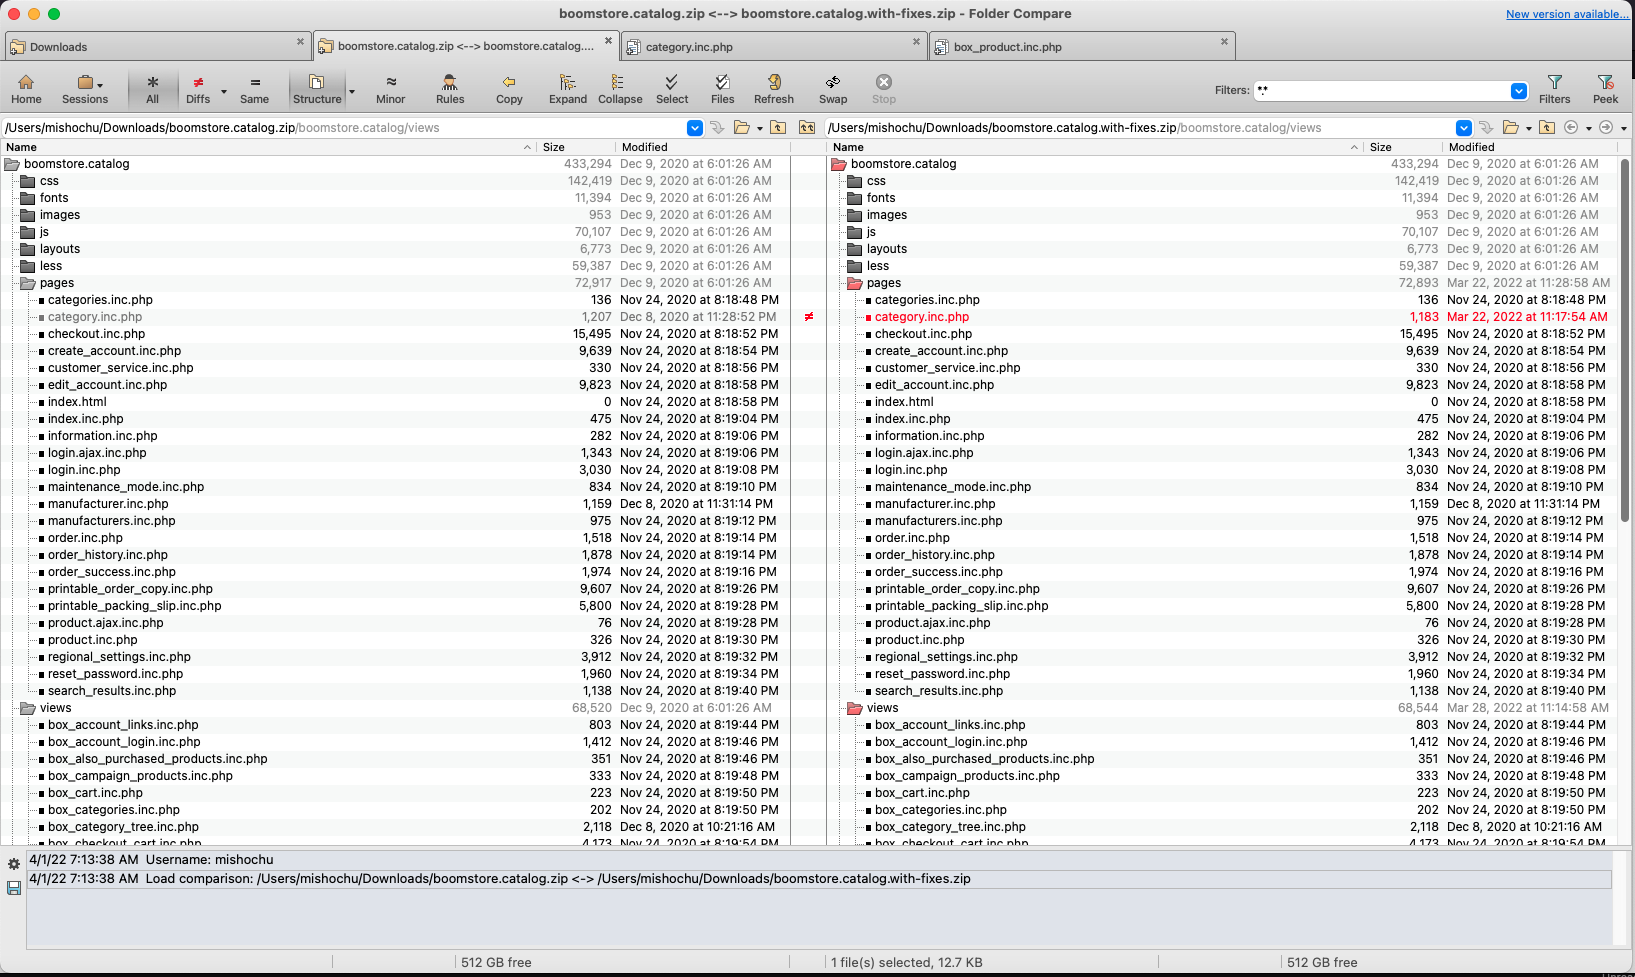 boomstore.catalog.zip <--> boomstore.catalog.with-fixes.zip - Folder Compare
New version available...
Downloads
boomstore.catalog.zip <--> boomstore.catalog....
category.inc.php
box_product.inc.php
Home Sessions All Diffs Same Structure Minor Rules Copy Expand Collapse Select Files Refresh Swap Stop Filters: *.* Filters Peek
/Users/mishochu/Downloads/boomstore.catalog.zip/boomstore.catalog/views /Users/mishochu/Downloads/boomstore.catalog.with-fixes.zip/boomstore.catalog/views
Name Size Modified Name Size Modified
boomstore.catalog 433,294 Dec 9, 2020 at 6:01:26 AM boomstore.catalog 433,294 Dec 9, 2020 at 6:01:26 AM
css 142,419 Dec 9, 2020 at 6:01:26 AM css 142,419 Dec 9, 2020 at 6:01:26 AM
fonts 11,394 Dec 9, 2020 at 6:01:26 AM fonts 11,394 Dec 9, 2020 at 6:01:26 AM
images 953 Dec 9, 2020 at 6:01:26 AM images 953 Dec 9, 2020 at 6:01:26 AM
js 70,107 Dec 9, 2020 at 6:01:26 AM js 70,107 Dec 9, 2020 at 6:01:26 AM
layouts 6,773 Dec 9, 2020 at 6:01:26 AM layouts 6,773 Dec 9, 2020 at 6:01:26 AM
less 59,387 Dec 9, 2020 at 6:01:26 AM less 59,387 Dec 9, 2020 at 6:01:26 AM
pages 72,917 Dec 9, 2020 at 6:01:26 AM pages 72,893 Mar 22, 2022 at 11:28:58 AM
categories.inc.php 136 Nov 24, 2020 at 8:18:48 PM categories.inc.php 136 Nov 24, 2020 at 8:18:48 PM
category.inc.php 1,207 Dec 8, 2020 at 11:28:52 PM ≠ category.inc.php 1,183 Mar 22, 2022 at 11:17:54 AM
checkout.inc.php 15,495 Nov 24, 2020 at 8:18:52 PM checkout.inc.php 15,495 Nov 24, 2020 at 8:18:52 PM
create_account.inc.php 9,639 Nov 24, 2020 at 8:18:54 PM create_account.inc.php 9,639 Nov 24, 2020 at 8:18:54 PM
customer_service.inc.php 330 Nov 24, 2020 at 8:18:56 PM customer_service.inc.php 330 Nov 24, 2020 at 8:18:56 PM
edit_account.inc.php 9,823 Nov 24, 2020 at 8:18:58 PM edit_account.inc.php 9,823 Nov 24, 2020 at 8:18:58 PM
index.html 0 Nov 24, 2020 at 8:18:58 PM index.html 0 Nov 24, 2020 at 8:18:58 PM
index.inc.php 475 Nov 24, 2020 at 8:19:04 PM index.inc.php 475 Nov 24, 2020 at 8:19:04 PM
information.inc.php 282 Nov 24, 2020 at 8:19:06 PM information.inc.php 282 Nov 24, 2020 at 8:19:06 PM
login.ajax.inc.php 1,343 Nov 24, 2020 at 8:19:06 PM login.ajax.inc.php 1,343 Nov 24, 2020 at 8:19:06 PM
login.inc.php 3,030 Nov 24, 2020 at 8:19:08 PM login.inc.php 3,030 Nov 24, 2020 at 8:19:08 PM
maintenance_mode.inc.php 834 Nov 24, 2020 at 8:19:10 PM maintenance_mode.inc.php 834 Nov 24, 2020 at 8:19:10 PM
manufacturer.inc.php 1,159 Dec 8, 2020 at 11:31:14 PM manufacturer.inc.php 1,159 Dec 8, 2020 at 11:31:14 PM
manufacturers.inc.php 975 Nov 24, 2020 at 8:19:12 PM manufacturers.inc.php 975 Nov 24, 2020 at 8:19:12 PM
order.inc.php 1,518 Nov 24, 2020 at 8:19:14 PM order.inc.php 1,518 Nov 24, 2020 at 8:19:14 PM
order_history.inc.php 1,878 Nov 24, 2020 at 8:19:14 PM order_history.inc.php 1,878 Nov 24, 2020 at 8:19:14 PM
order_success.inc.php 1,974 Nov 24, 2020 at 8:19:16 PM order_success.inc.php 1,974 Nov 24, 2020 at 8:19:16 PM
printable_order_copy.inc.php 9,607 Nov 24, 2020 at 8:19:26 PM printable_order_copy.inc.php 9,607 Nov 24, 2020 at 8:19:26 PM
printable_packing_slip.inc.php 5,800 Nov 24, 2020 at 8:19:28 PM printable_packing_slip.inc.php 5,800 Nov 24, 2020 at 8:19:28 PM
product.ajax.inc.php 76 Nov 24, 2020 at 8:19:28 PM product.ajax.inc.php 76 Nov 24, 2020 at 8:19:28 PM
product.inc.php 326 Nov 24, 2020 at 8:19:30 PM product.inc.php 326 Nov 24, 2020 at 8:19:30 PM
regional_settings.inc.php 3,912 Nov 24, 2020 at 8:19:32 PM regional_settings.inc.php 3,912 Nov 24, 2020 at 8:19:32 PM
reset_password.inc.php 1,960 Nov 24, 2020 at 8:19:34 PM reset_password.inc.php 1,960 Nov 24, 2020 at 8:19:34 PM
search_results.inc.php 1,138 Nov 24, 2020 at 8:19:40 PM search_results.inc.php 1,138 Nov 24, 2020 at 8:19:40 PM
views 68,520 Dec 9, 2020 at 6:01:26 AM views 68,544 Mar 28, 2022 at 11:14:58 AM
box_account_links.inc.php 803 Nov 24, 2020 at 8:19:44 PM box_account_links.inc.php 803 Nov 24, 2020 at 8:19:44 PM
box_account_login.inc.php 1,412 Nov 24, 2020 at 8:19:46 PM box_account_login.inc.php 1,412 Nov 24, 2020 at 8:19:46 PM
box_also_purchased_products.inc.php 351 Nov 24, 2020 at 8:19:46 PM box_also_purchased_products.inc.php 351 Nov 24, 2020 at 8:19:46 PM
box_campaign_products.inc.php 333 Nov 24, 2020 at 8:19:48 PM box_campaign_products.inc.php 333 Nov 24, 2020 at 8:19:48 PM
box_cart.inc.php 223 Nov 24, 2020 at 8:19:50 PM box_cart.inc.php 223 Nov 24, 2020 at 8:19:50 PM
box_categories.inc.php 202 Nov 24, 2020 at 8:19:50 PM box_categories.inc.php 202 Nov 24, 2020 at 8:19:50 PM
box_category_tree.inc.php 2,118 Dec 8, 2020 at 10:21:16 AM box_category_tree.inc.php 2,118 Dec 8, 2020 at 10:21:16 AM
box_checkout_cart.inc.php 4,173 Nov 24, 2020 at 8:19:54 PM box_checkout_cart.inc.php 4,173 Nov 24, 2020 at 8:19:54 PM
4/1/22 7:13:38 AM Username: mishochu
4/1/22 7:13:38 AM Load comparison: /Users/mishochu/Downloads/boomstore.catalog.zip <-> /Users/mishochu/Downloads/boomstore.catalog.with-fixes.zip
512 GB free 1 file(s) selected, 12.7 KB 512 GB free